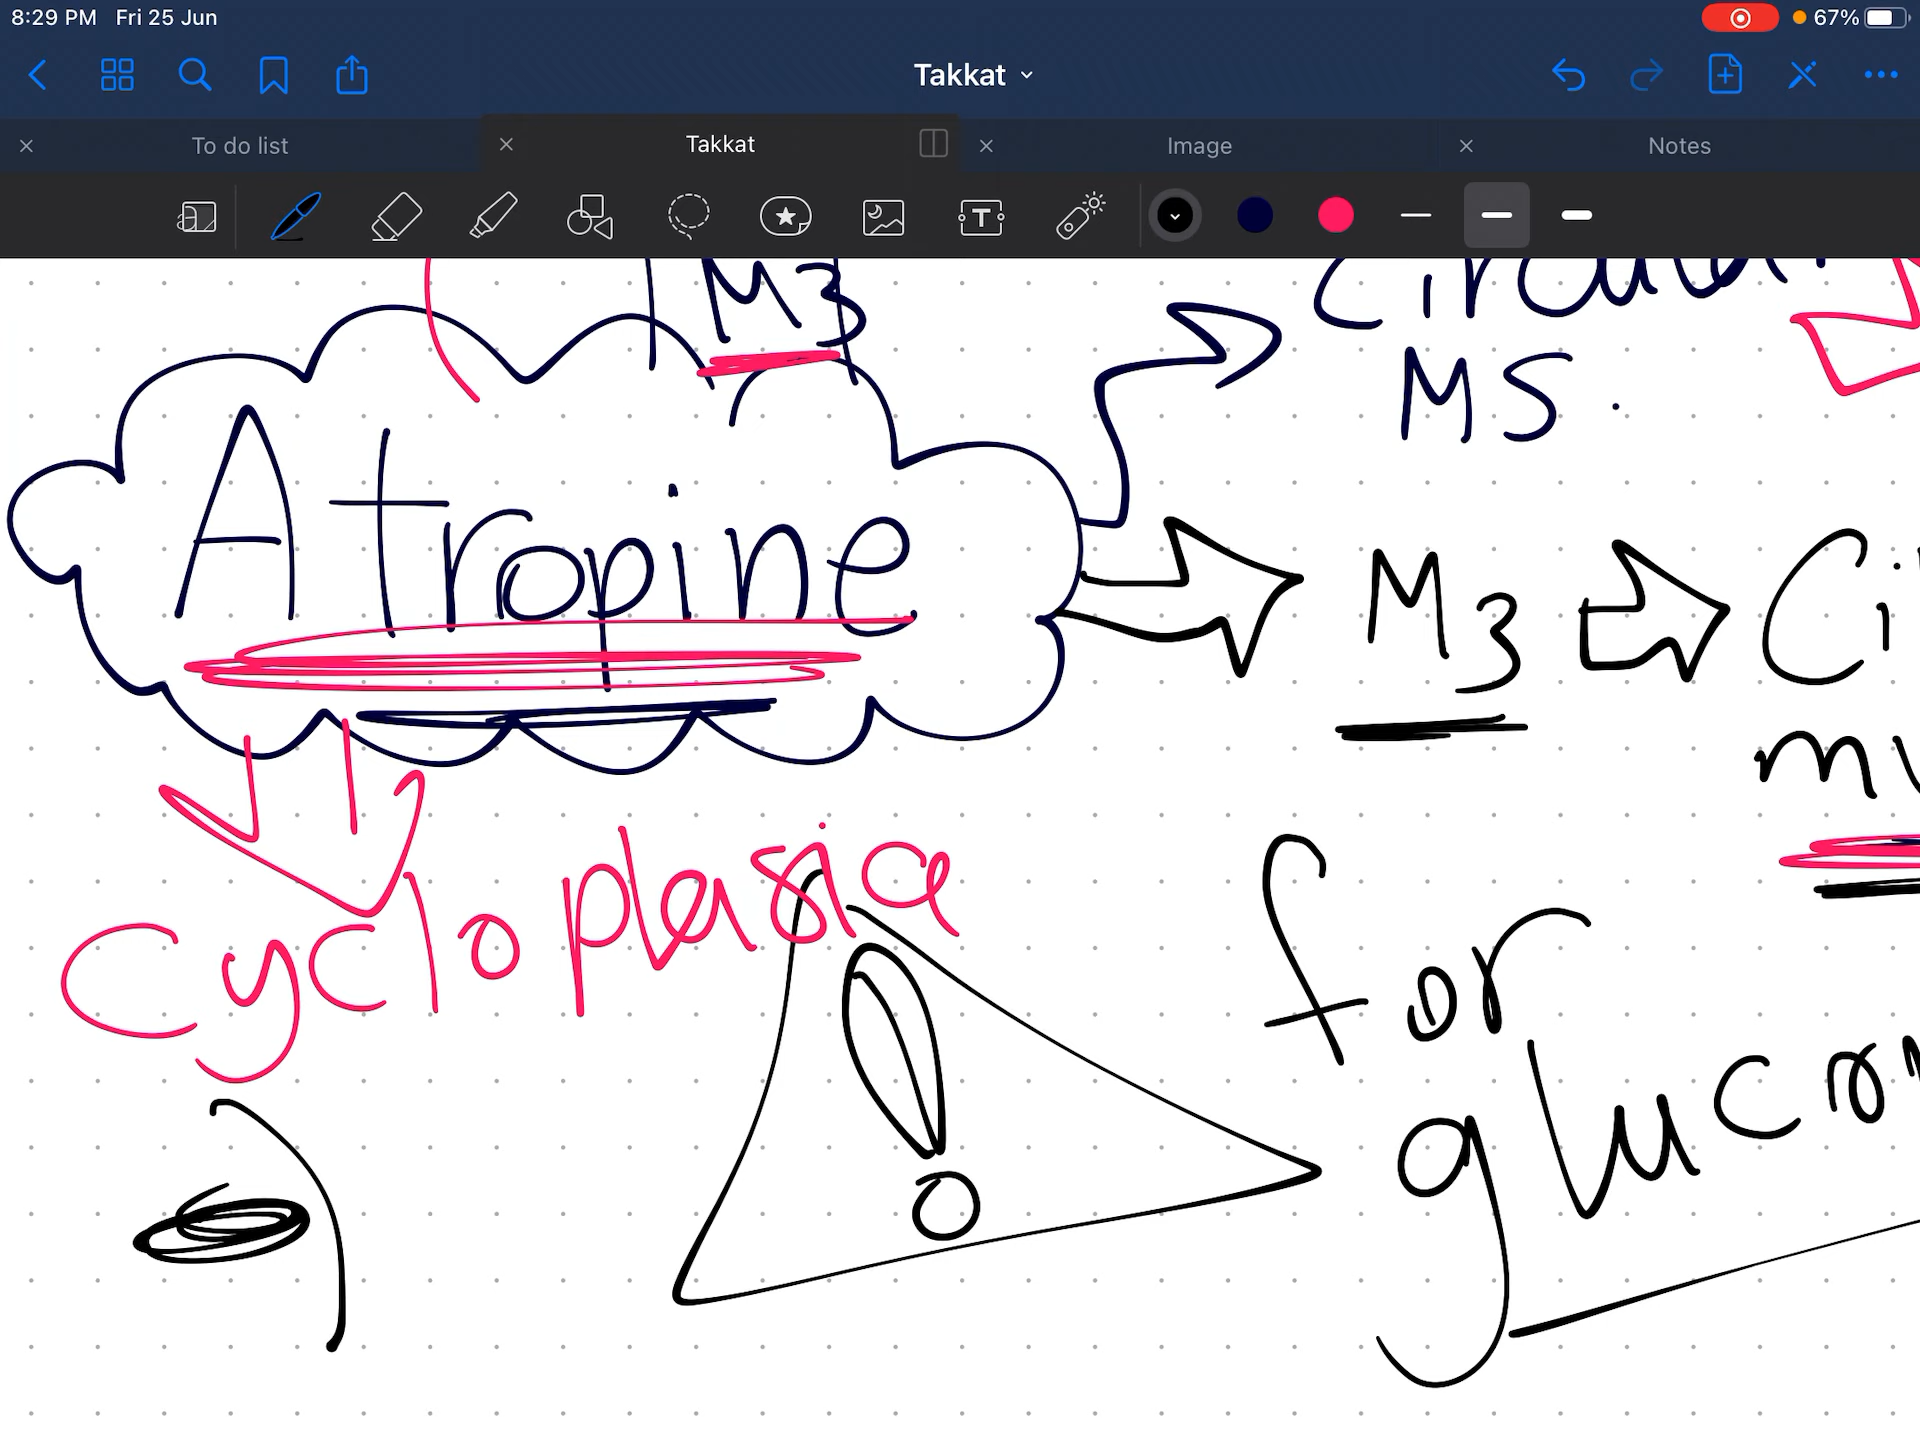 8:29 PM Fri 25 Jun 67%
Takkat
To do list Takkat Image Notes
M3
MS.
Atropine
M3
Cycloplasia
for